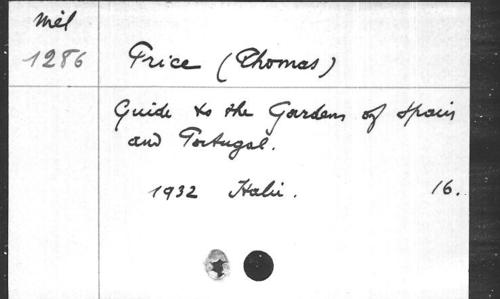 Mél
1286
Price (Thomas)
Guide to the Gardens of Spain
and Portugal.
1932 Italie. 16.